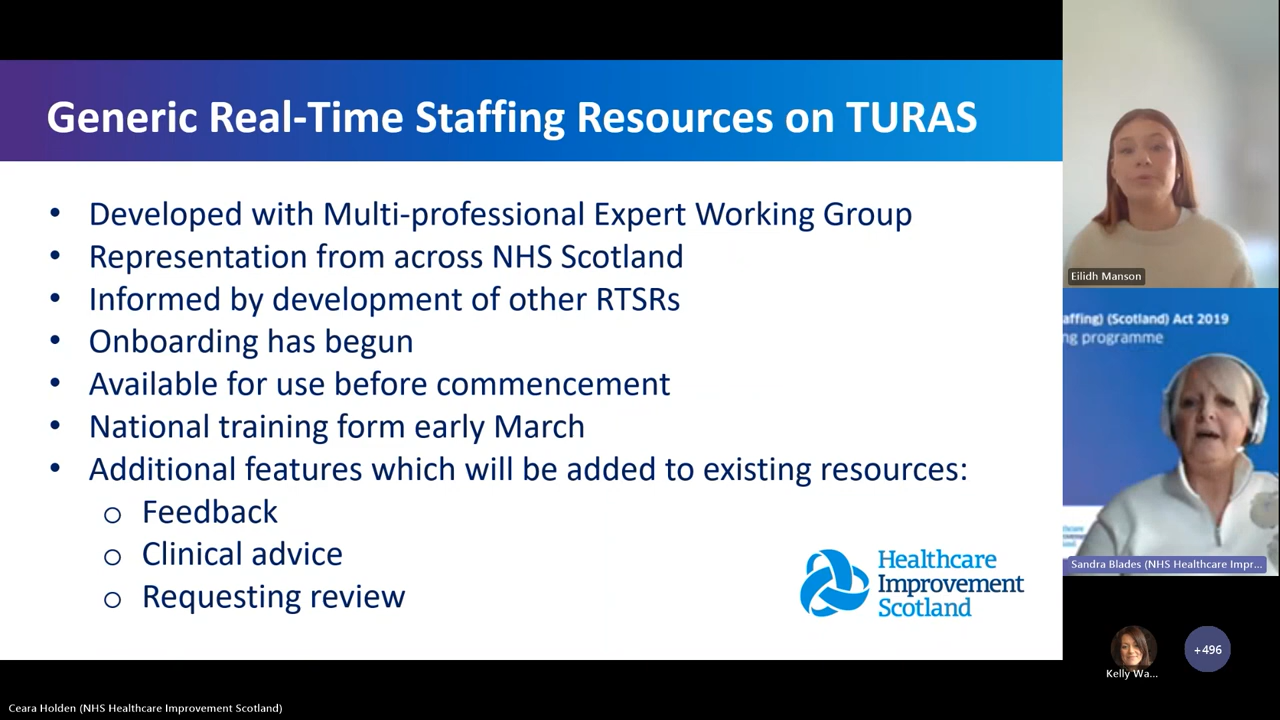 Generic Real-Time Staffing Resources on TURAS
• Developed with Multi-professional Expert Working Group
• Representation from across NHS Scotland
• Informed by development of other RTSRs
• Onboarding has begun
• Available for use before commencement
• National training form early March
• Additional features which will be added to existing resources:
o Feedback
o Clinical advice
o Requesting review
Healthcare
Improvement
Scotland
Eilidh Manson
affing) (Scotland) Act 2019
ng programme
Sandra Blades (NHS Healthcare Impr...
Kelly Wa...
+496
Ceara Holden (NHS Healthcare Improvement Scotland)